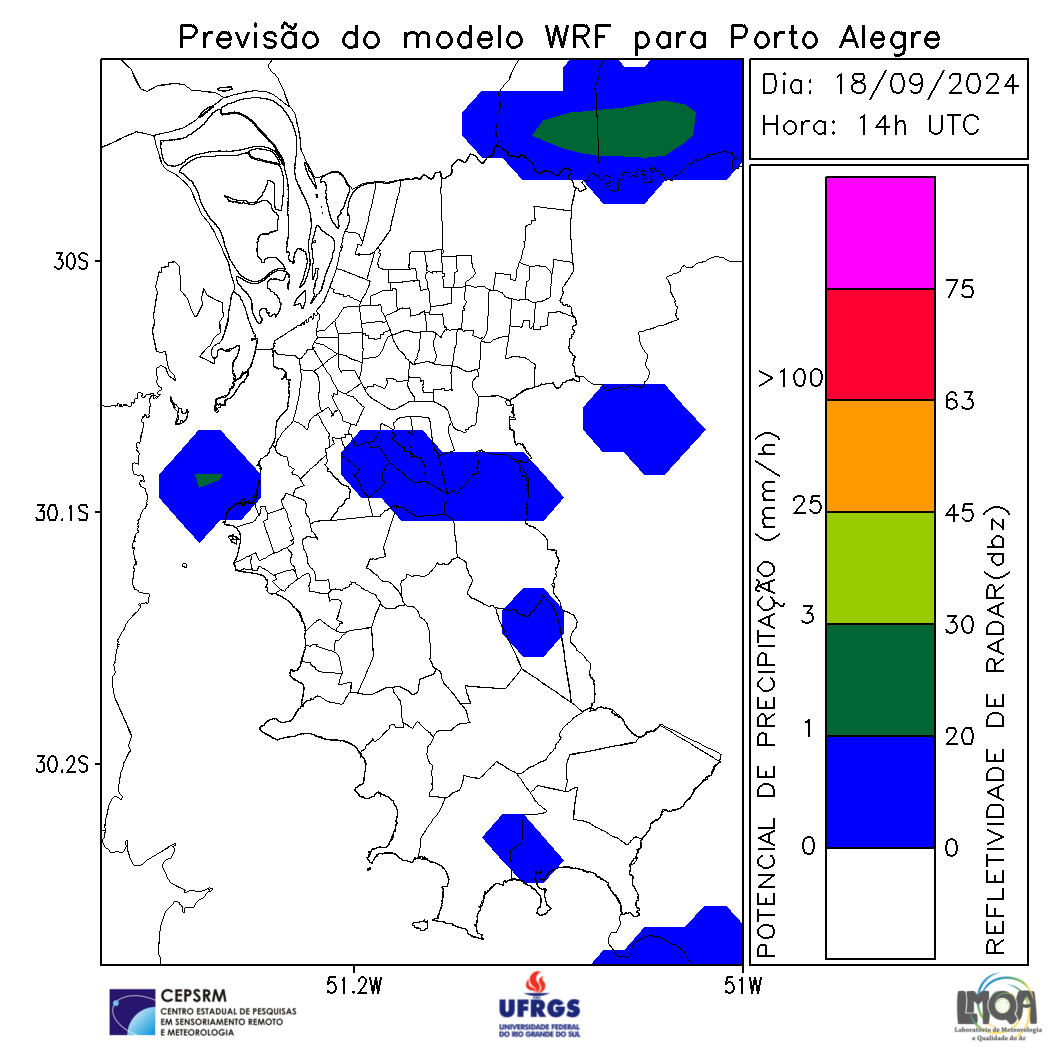 Previsão do modelo WRF para Porto Alegre
Dia: 18/09/2024
Hora: 14h UTC
30S
30.1S
30.2S
51.2W
51W
POTENCIAL DE PRECIPITAÇÃO (mm/h)
>100
25
3
1
0
75
63
45
30
20
0
REFLETIVIDADE DE RADAR(dbz)
CEPSRM
CENTRO ESTADUAL DE PESQUISAS
EM SENSORIAMENTO REMOTO
E METEOROLOGIA
UFRGS
UNIVERSIDADE FEDERAL
DO RIO GRANDE DO SUL
LMQA
Laboratório de Meteorologia
e Qualidade do Ar